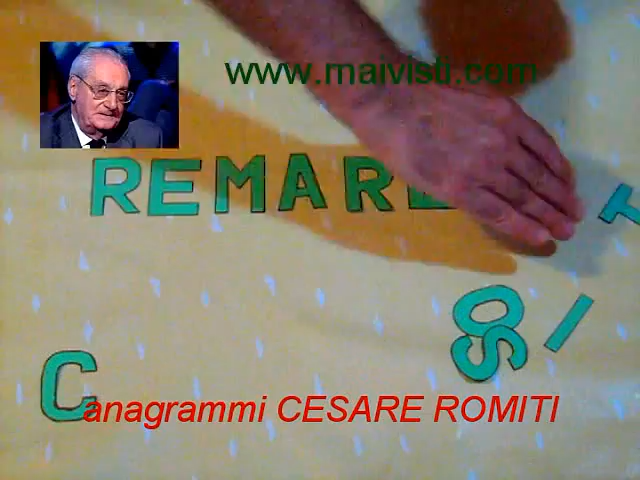 www.maivisti.com
REMARE
T
O I
S
C
anagrammi CESARE ROMITI